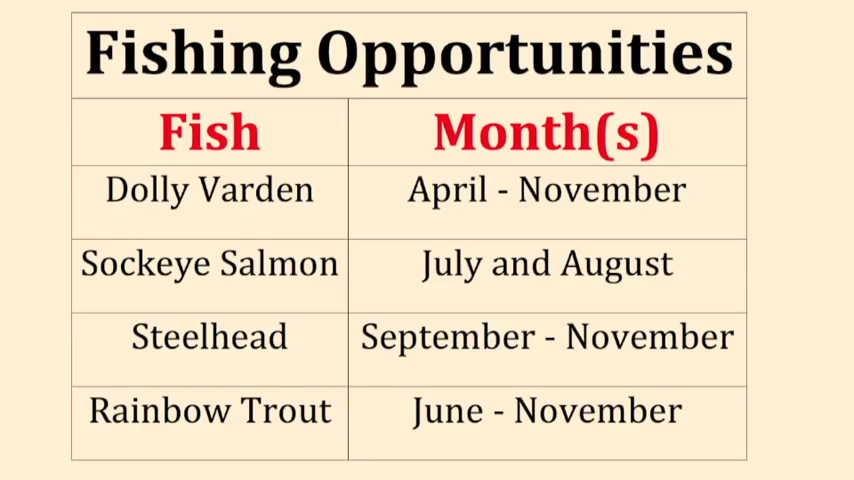 Fishing Opportunities
Fish Month(s)
Dolly Varden April - November
Sockeye Salmon July and August
Steelhead September - November
Rainbow Trout June - November